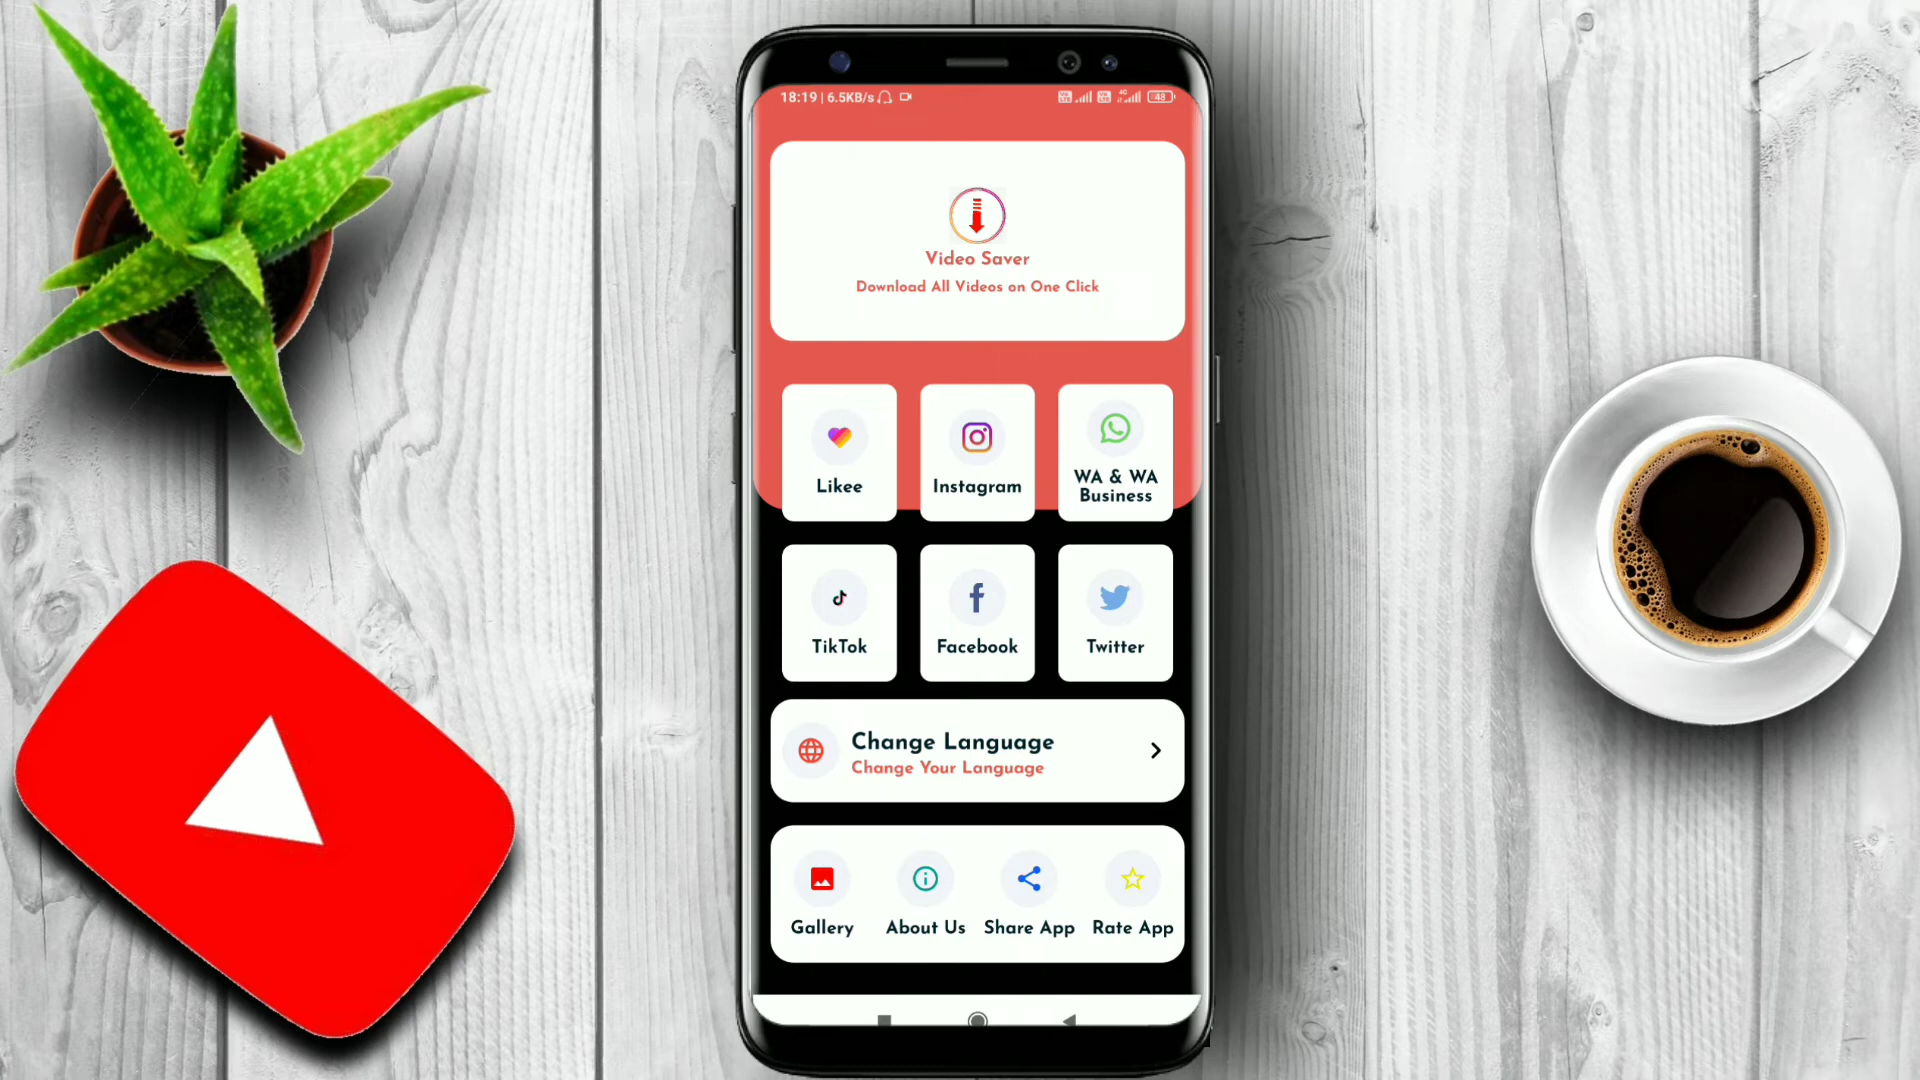 18:19 | 6.5KB/s
48
Video Saver
Download All Videos on One Click
Likee
Instagram
WA & WA
Business
TikTok
Facebook
Twitter
Change Language
Change Your Language
Gallery
About Us
Share App
Rate App